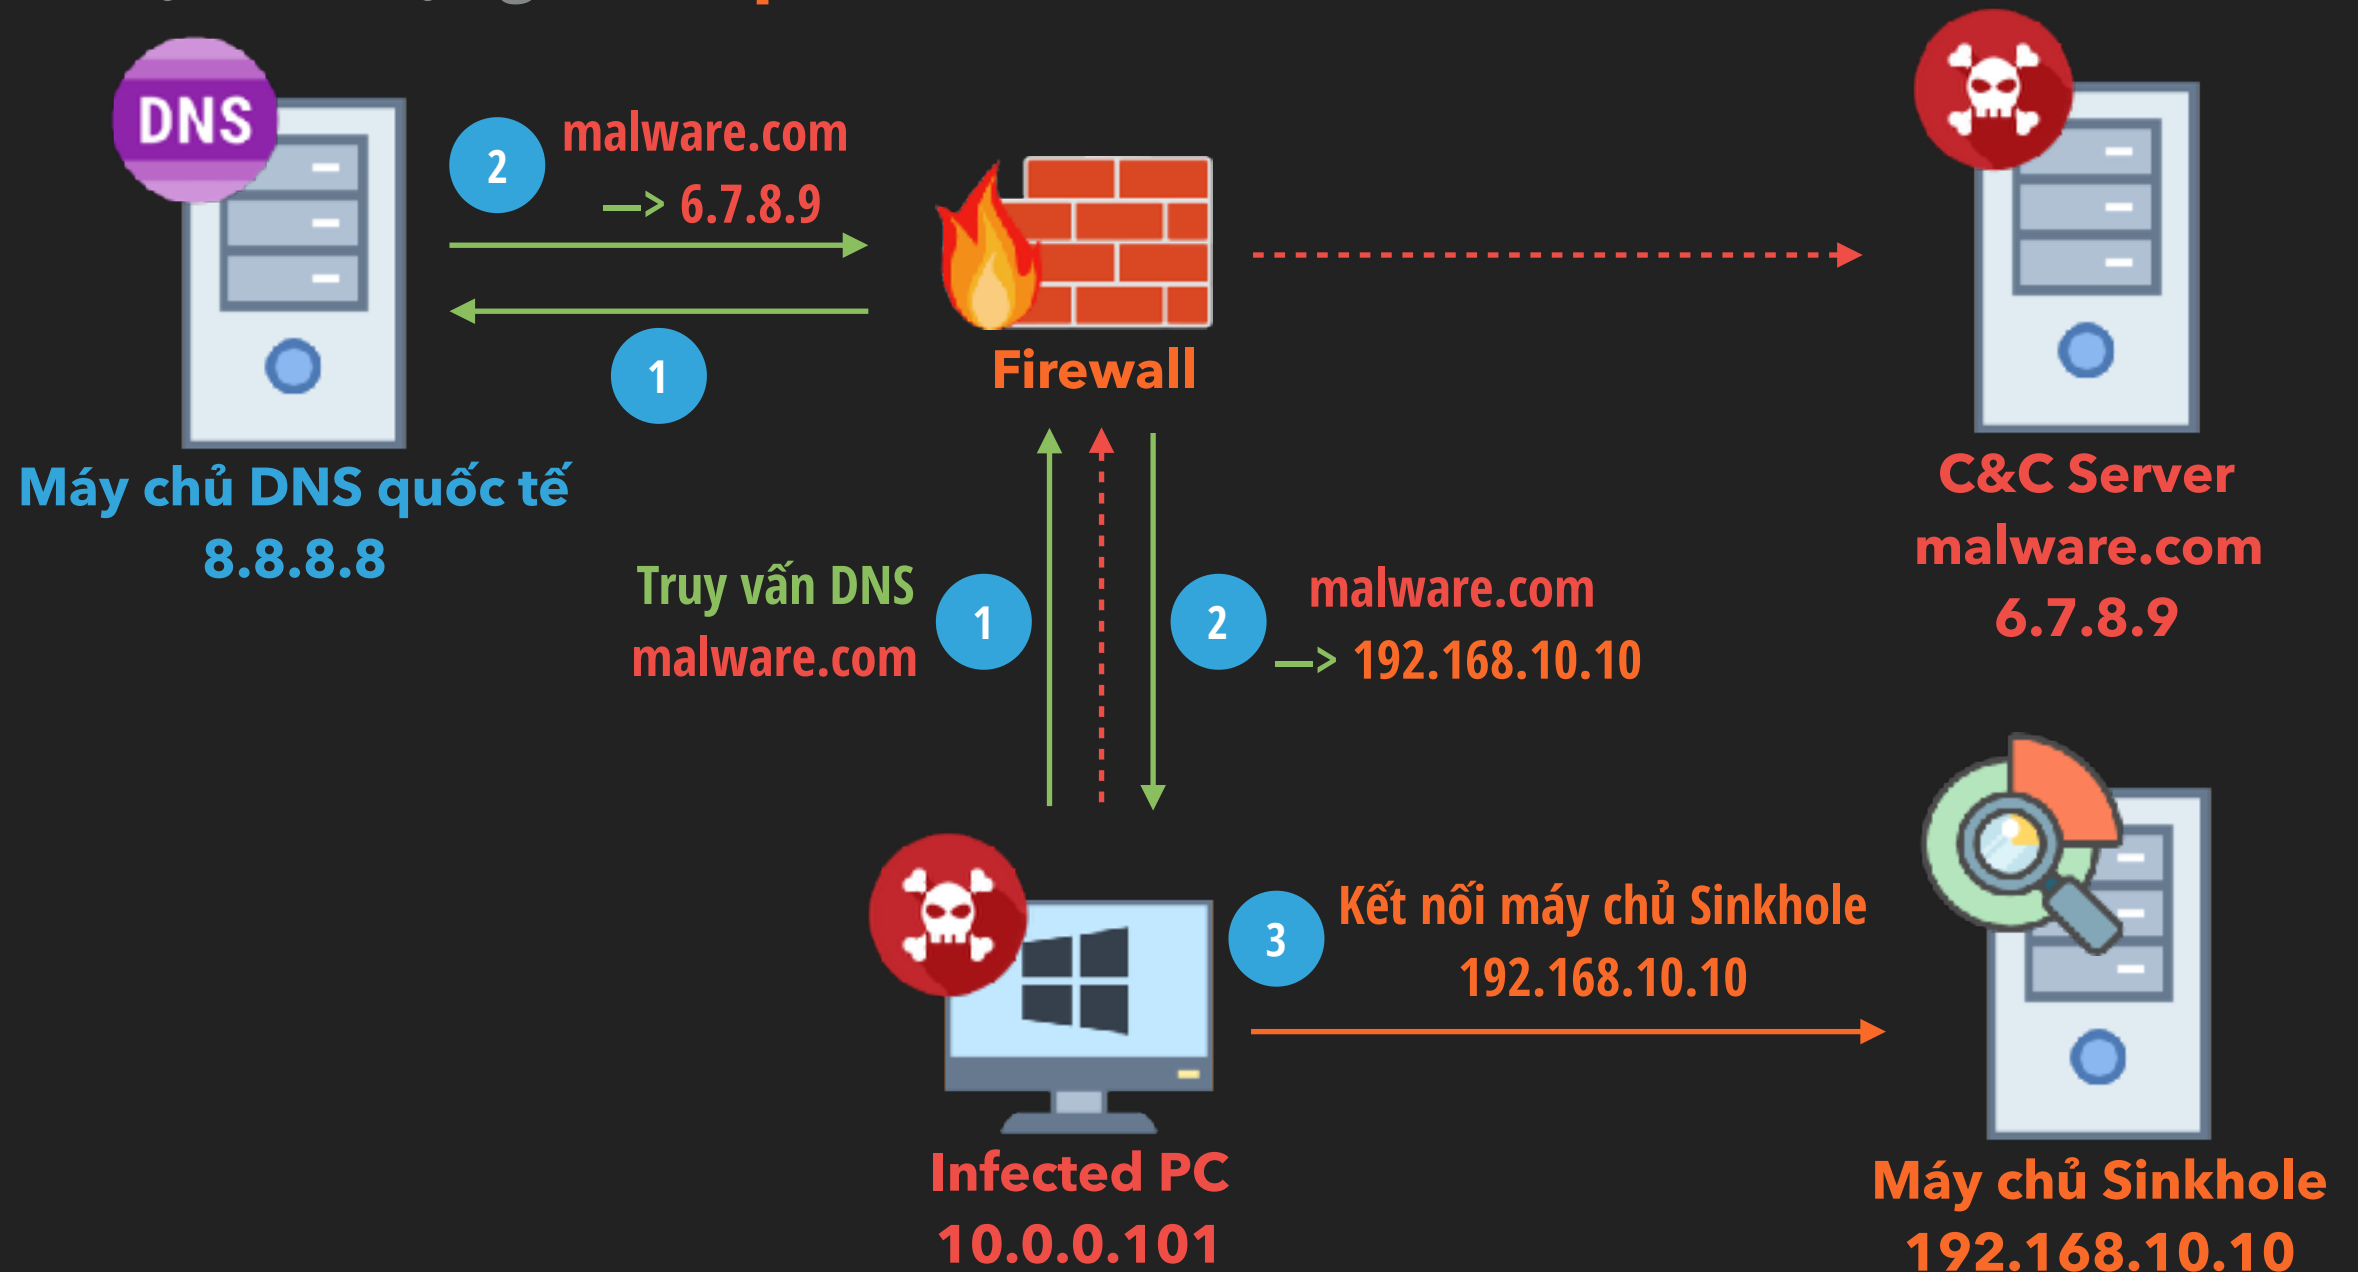 DNS
2
malware.com
—> 6.7.8.9
1
Firewall
Máy chủ DNS quốc tế
8.8.8.8
C&C Server
malware.com
6.7.8.9
Truy vấn DNS
malware.com
1
2
malware.com
—> 192.168.10.10
3
Kết nối máy chủ Sinkhole
192.168.10.10
Infected PC
10.0.0.101
Máy chủ Sinkhole
192.168.10.10